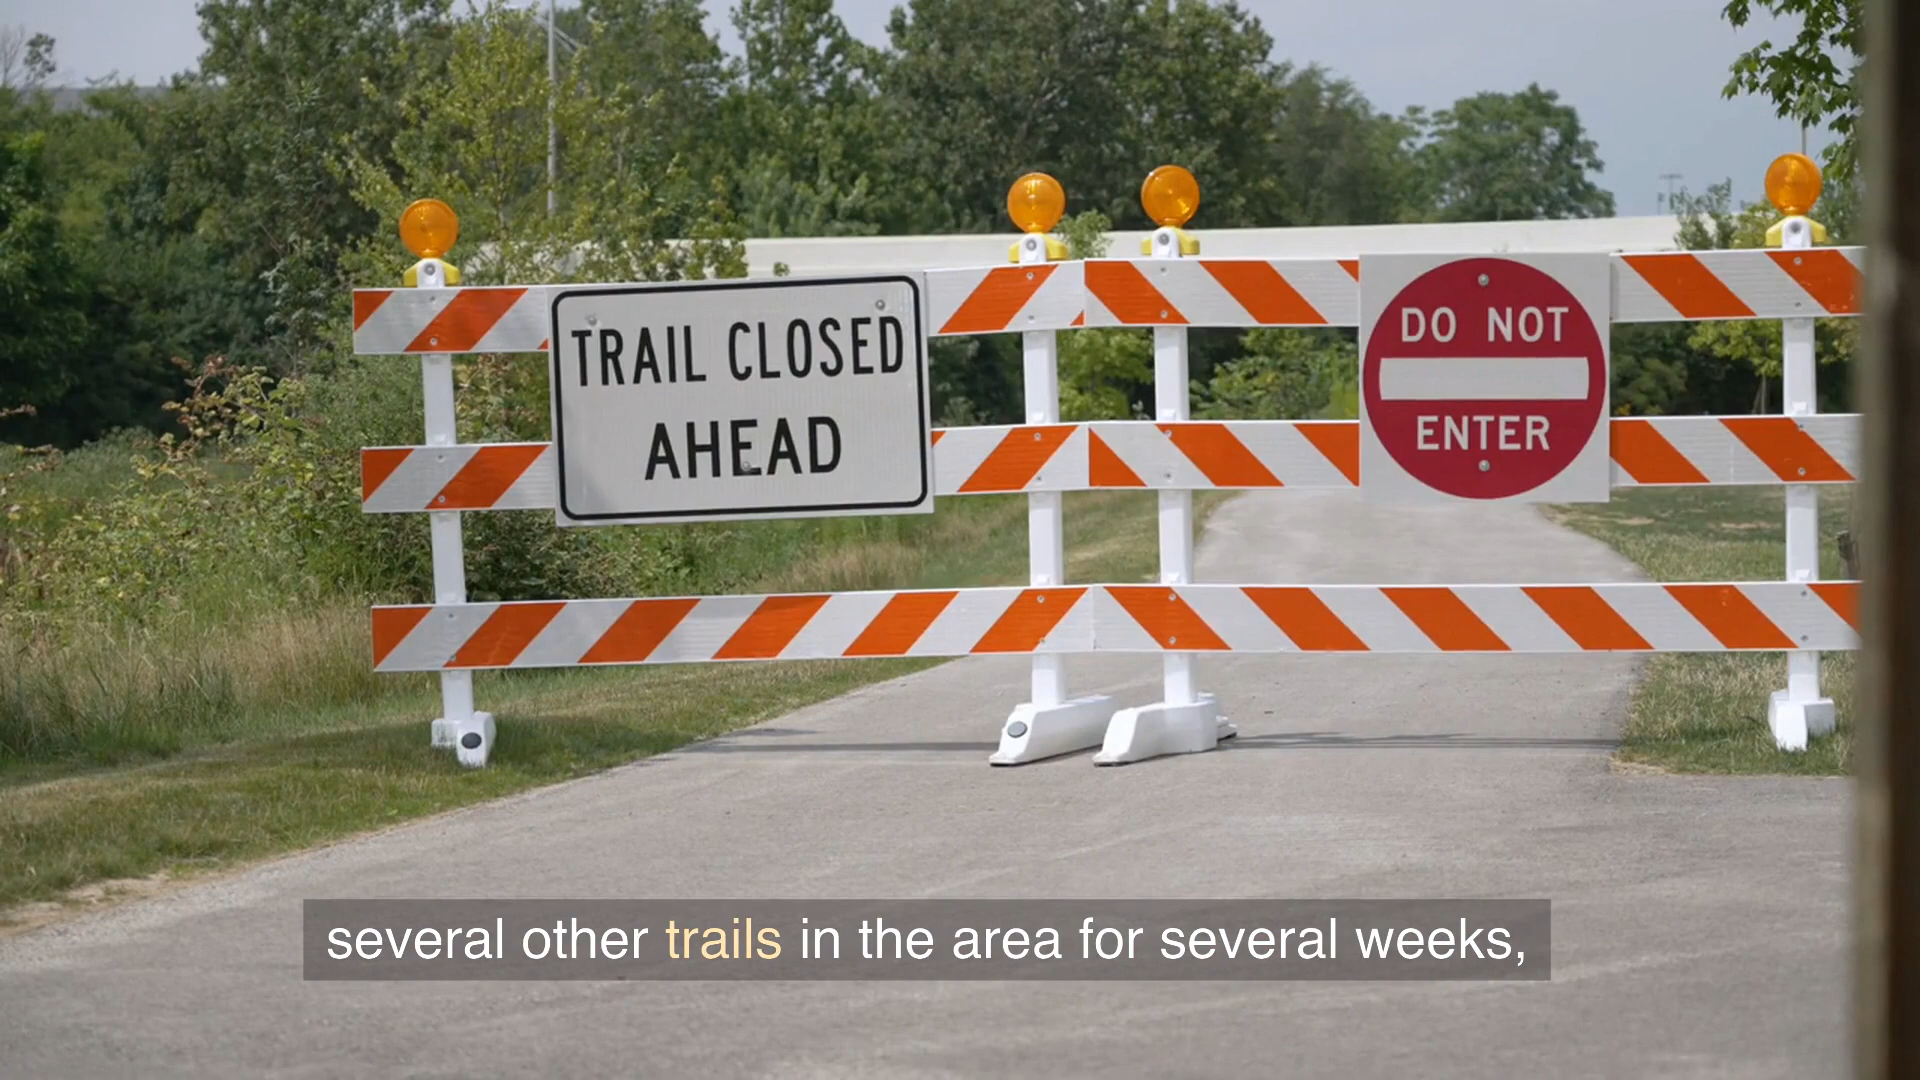 TRAIL CLOSED
AHEAD
DO NOT
ENTER
several other trails in the area for several weeks,